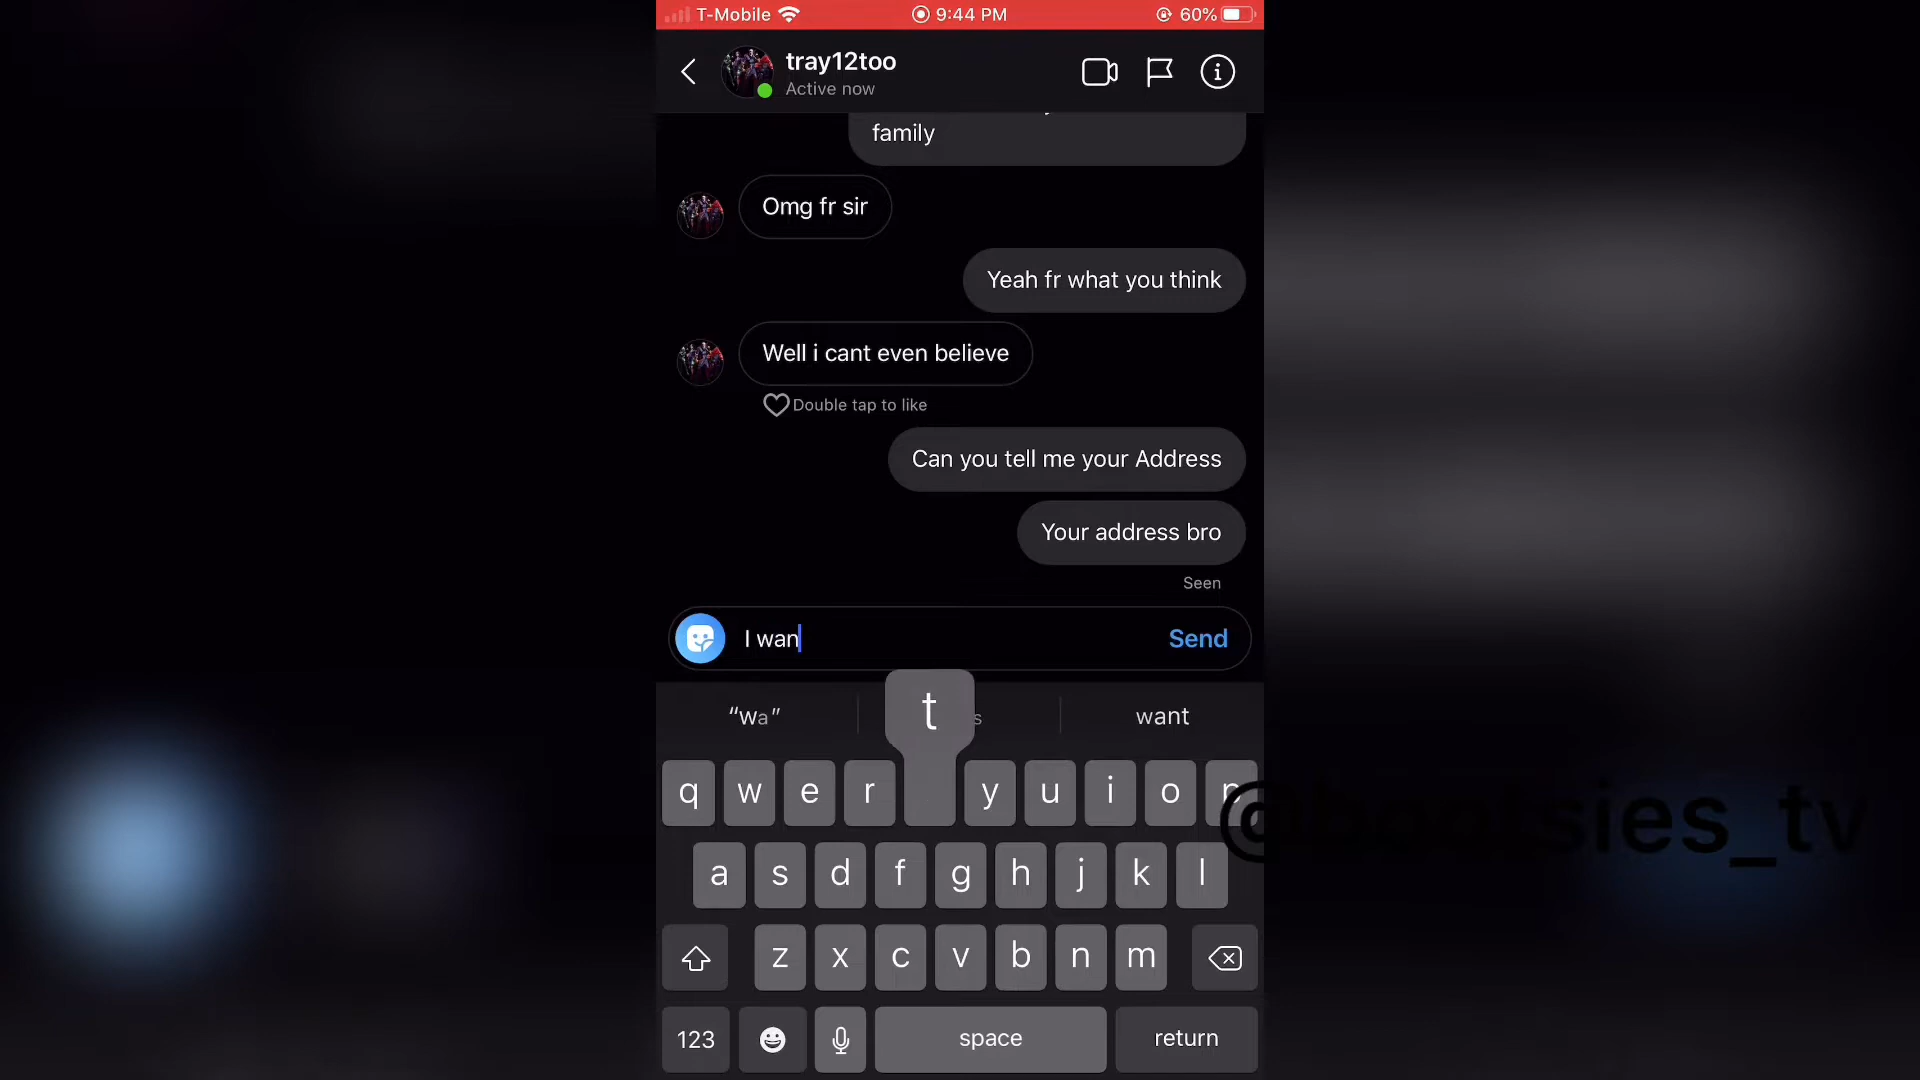 T-Mobile 9:44 PM 60%
tray12too
Active now
family
Omg fr sir
Yeah fr what you think
Well i cant even believe
Double tap to like
Can you tell me your Address
Your address bro
Seen
I wan Send
“wa” t s want
q w e r y u i o p
a s d f g h j k l
z x c v b n m
123 space return